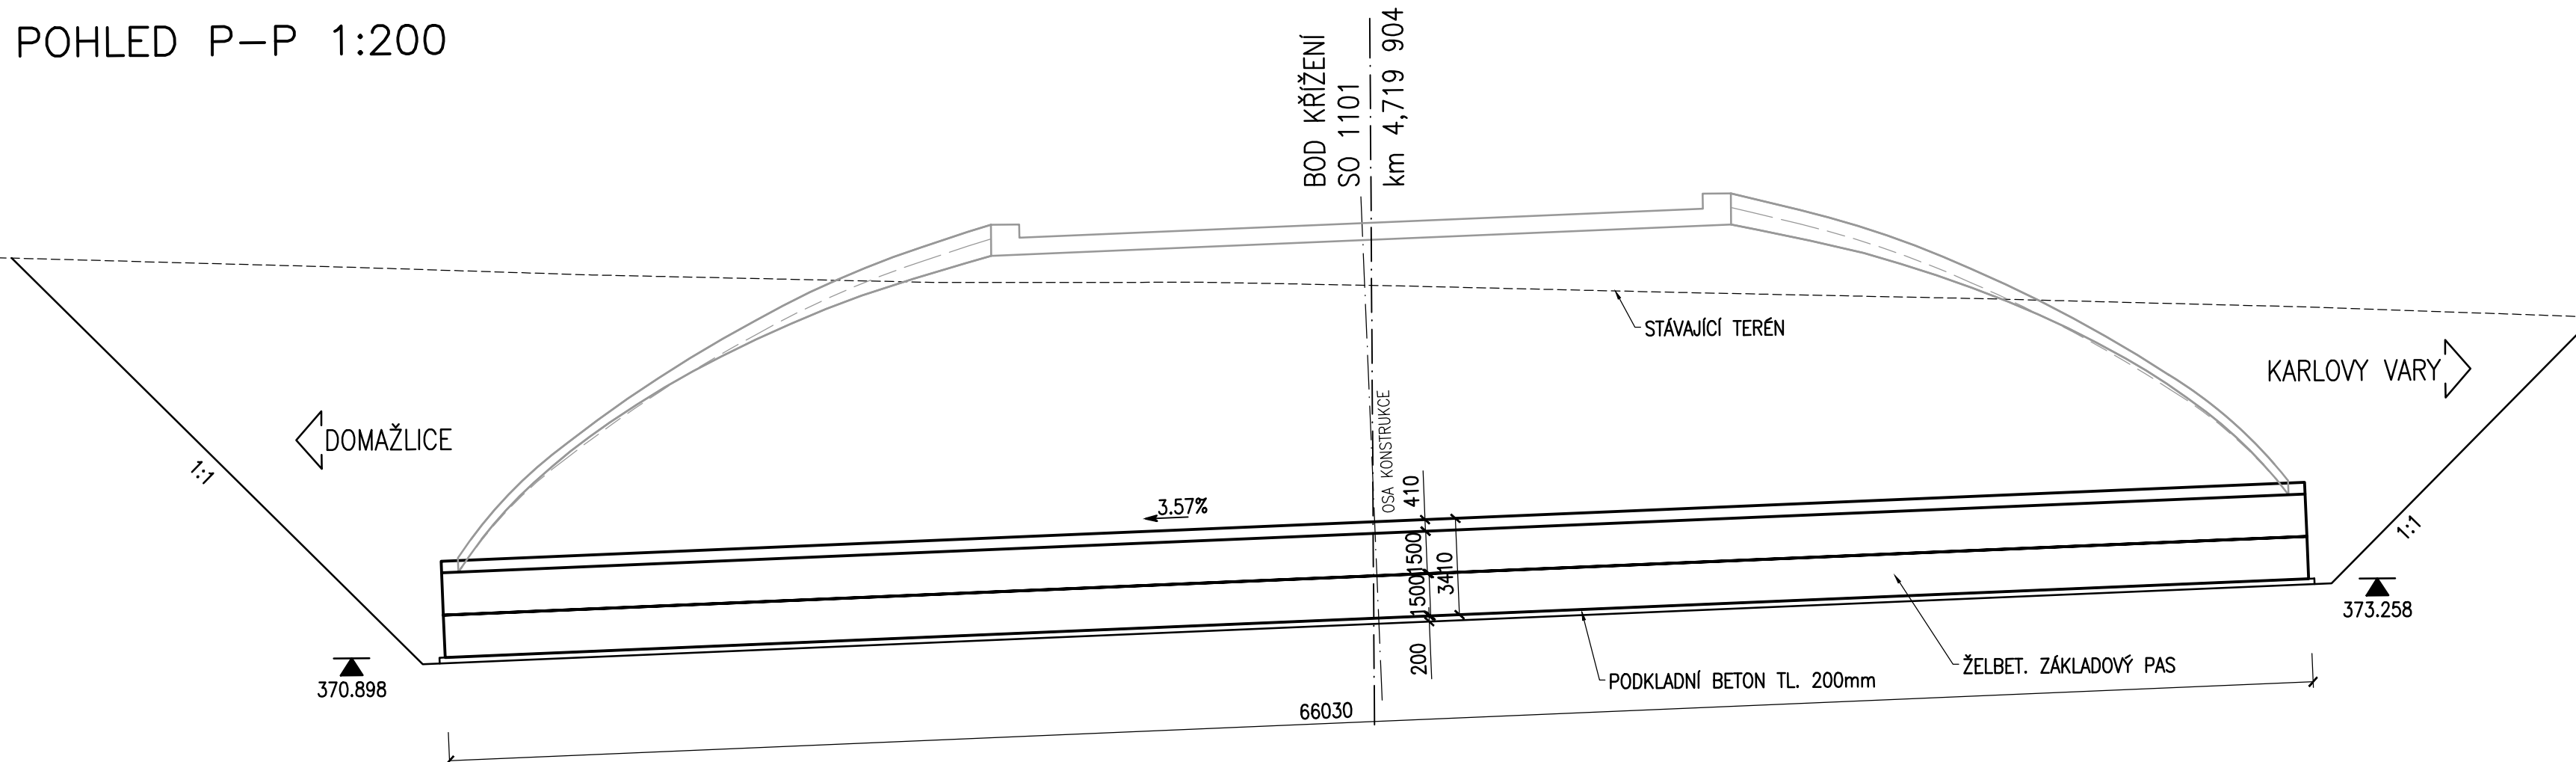 POHLED P–P 1:200
BOD KŘÍŽENÍ
SO 1101
km 4,719 904
STÁVAJÍCÍ TERÉN
KARLOVY VARY
DOMAŽLICE
1:1
1:1
OSA KONSTRUKCE
3.57%
410
1500
1500
3410
200
373.258
370.898
ŽELBET. ZÁKLADOVÝ PAS
PODKLADNÍ BETON TL. 200mm
66030